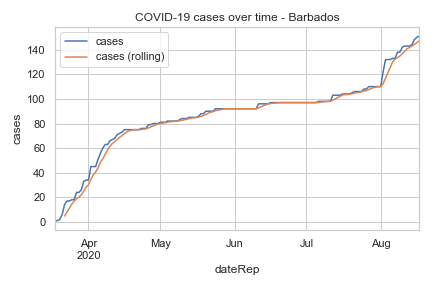 COVID-19 cases over time - Barbados
cases
cases (rolling)
140
120
100
80
60
40
20
0
cases
Apr
2020
May
Jun
Jul
Aug
dateRep